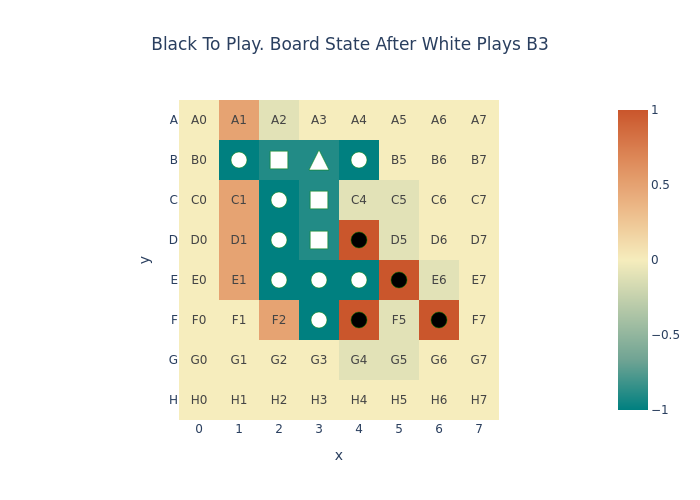 Black To Play. Board State After White Plays B3
A A0 A1 A2 A3 A4 A5 A6 A7 1
B B0 B5 B6 B7
C C0 C1 C4 C5 C6 C7 0.5
D D0 D1 D5 D6 D7
y 0
E E0 E1 E6 E7
F F0 F1 F2 F5 F7 −0.5
G G0 G1 G2 G3 G4 G5 G6 G7
H H0 H1 H2 H3 H4 H5 H6 H7 −1
0 1 2 3 4 5 6 7
x